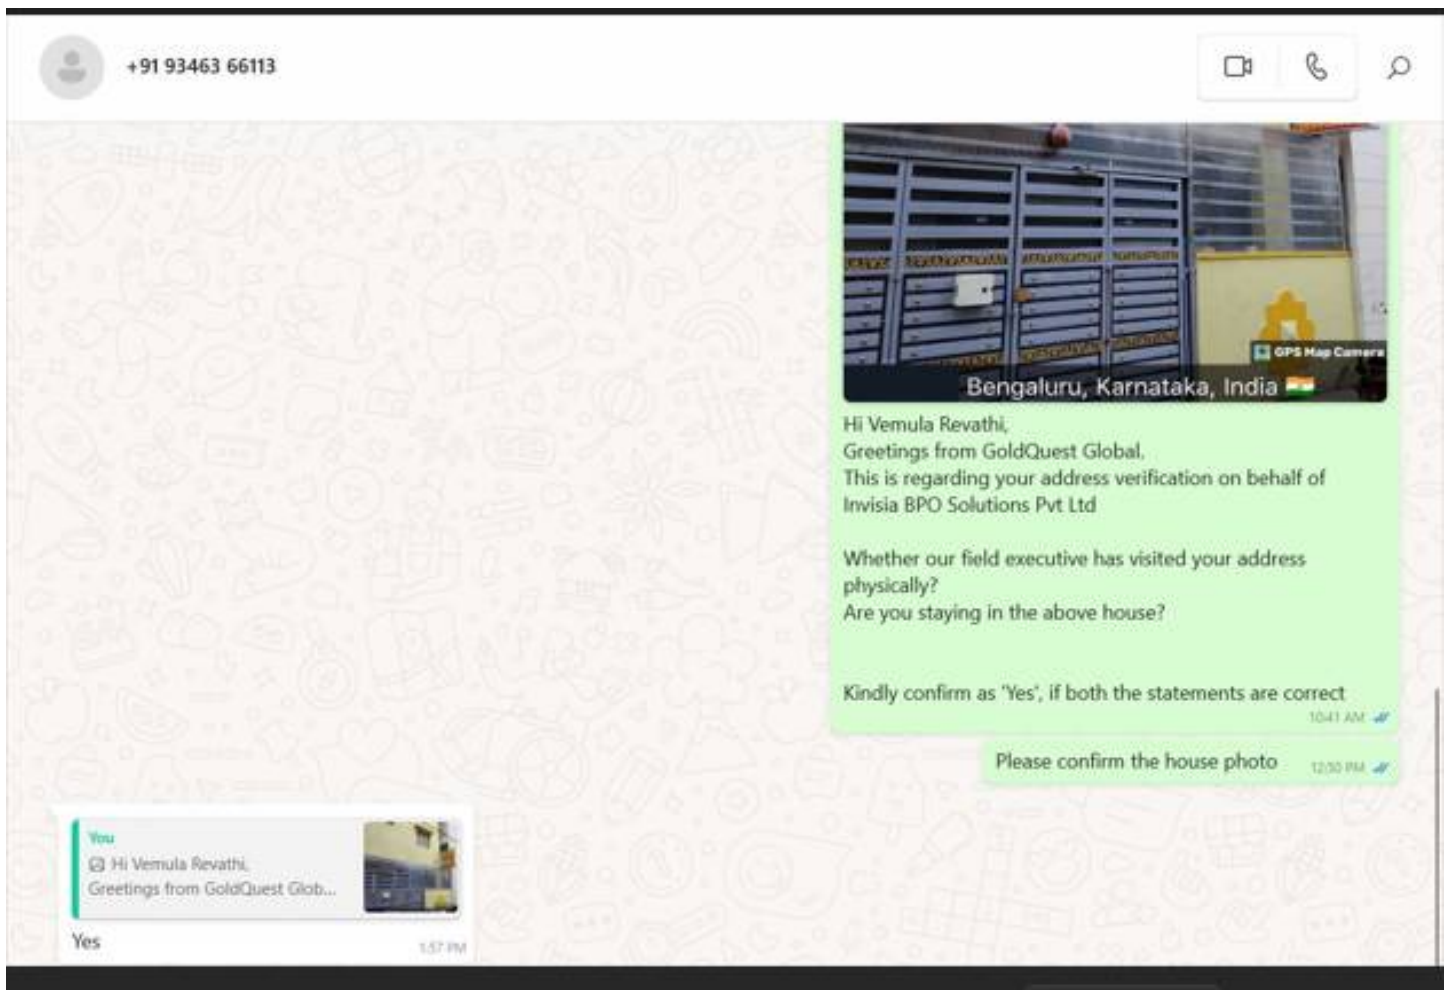 +91 93463 66113
GPS Map Camera
Bengaluru, Karnataka, India
Hi Vemula Revathi,
Greetings from GoldQuest Global.
This is regarding your address verification on behalf of
Invisia BPO Solutions Pvt Ltd
Whether our field executive has visited your address
physically?
Are you staying in the above house?
Kindly confirm as 'Yes', if both the statements are correct
10:41 AM
Please confirm the house photo
12:50 PM
You
Hi Vemula Revathi,
Greetings from GoldQuest Glob...
Yes
1:57 PM